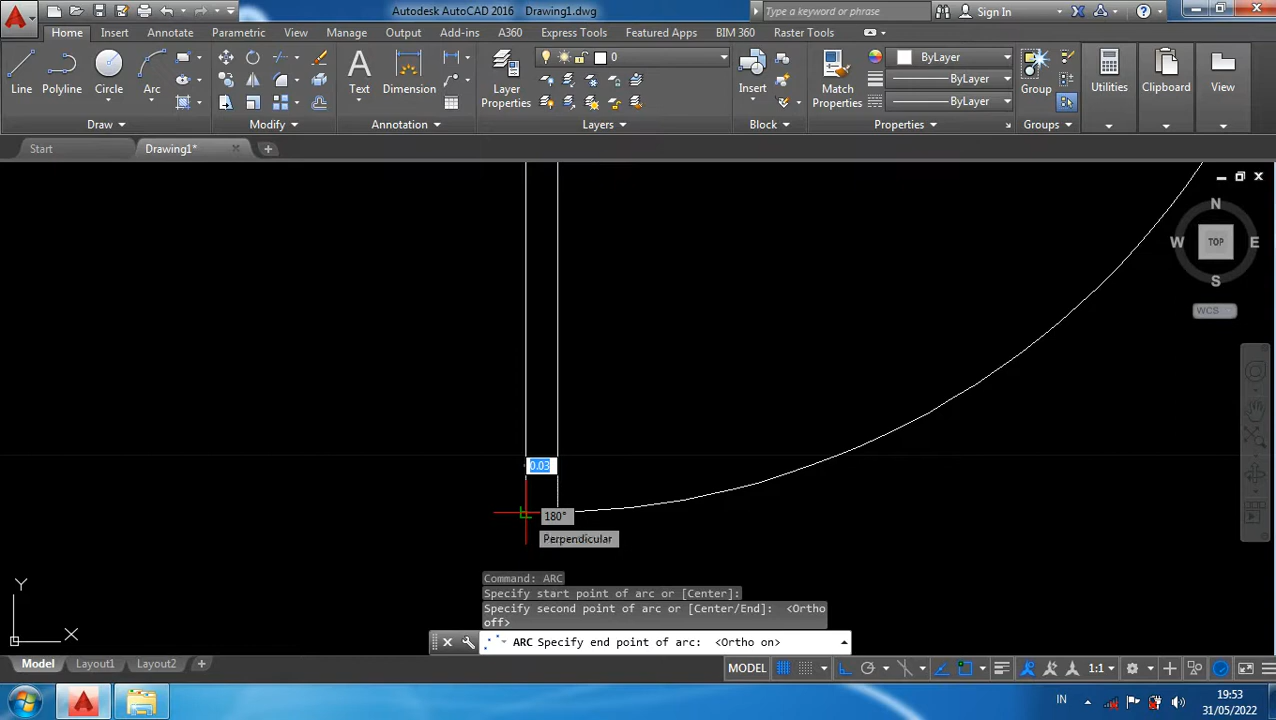 Autodesk AutoCAD 2016 Drawing1.dwg
Type a keyword or phrase
Sign In
Home Insert Annotate Parametric View Manage Output Add-ins A360 Express Tools Featured Apps BIM 360 Raster Tools
Line Polyline Circle Arc
Text Dimension
Layer Properties
0
Insert
Match Properties
ByLayer
ByLayer
ByLayer
Group
Utilities
Clipboard
View
Draw Modify Annotation Layers Block Properties Groups
Start Drawing1*
N
W TOP E
S
WCS
0.03
180°
Perpendicular
Command: ARC
Specify start point of arc or [Center]:
Specify second point of arc or [Center/End]: <Ortho
off>
ARC Specify end point of arc: <Ortho on>
Y
X
Model Layout1 Layout2
MODEL 1:1
IN
19:53
31/05/2022